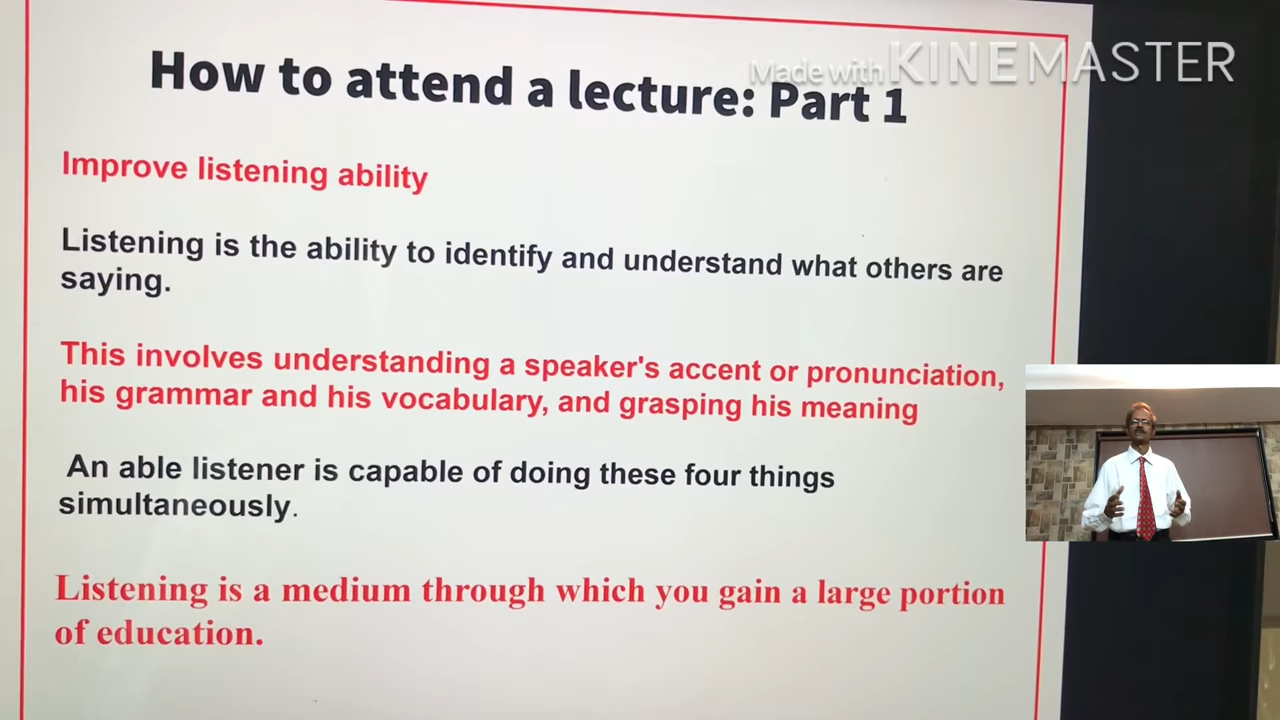 Made with KINEMASTER
How to attend a lecture: Part 1
Improve listening ability
Listening is the ability to identify and understand what others are
saying.
This involves understanding a speaker's accent or pronunciation,
his grammar and his vocabulary, and grasping his meaning
An able listener is capable of doing these four things
simultaneously.
Listening is a medium through which you gain a large portion
of education.